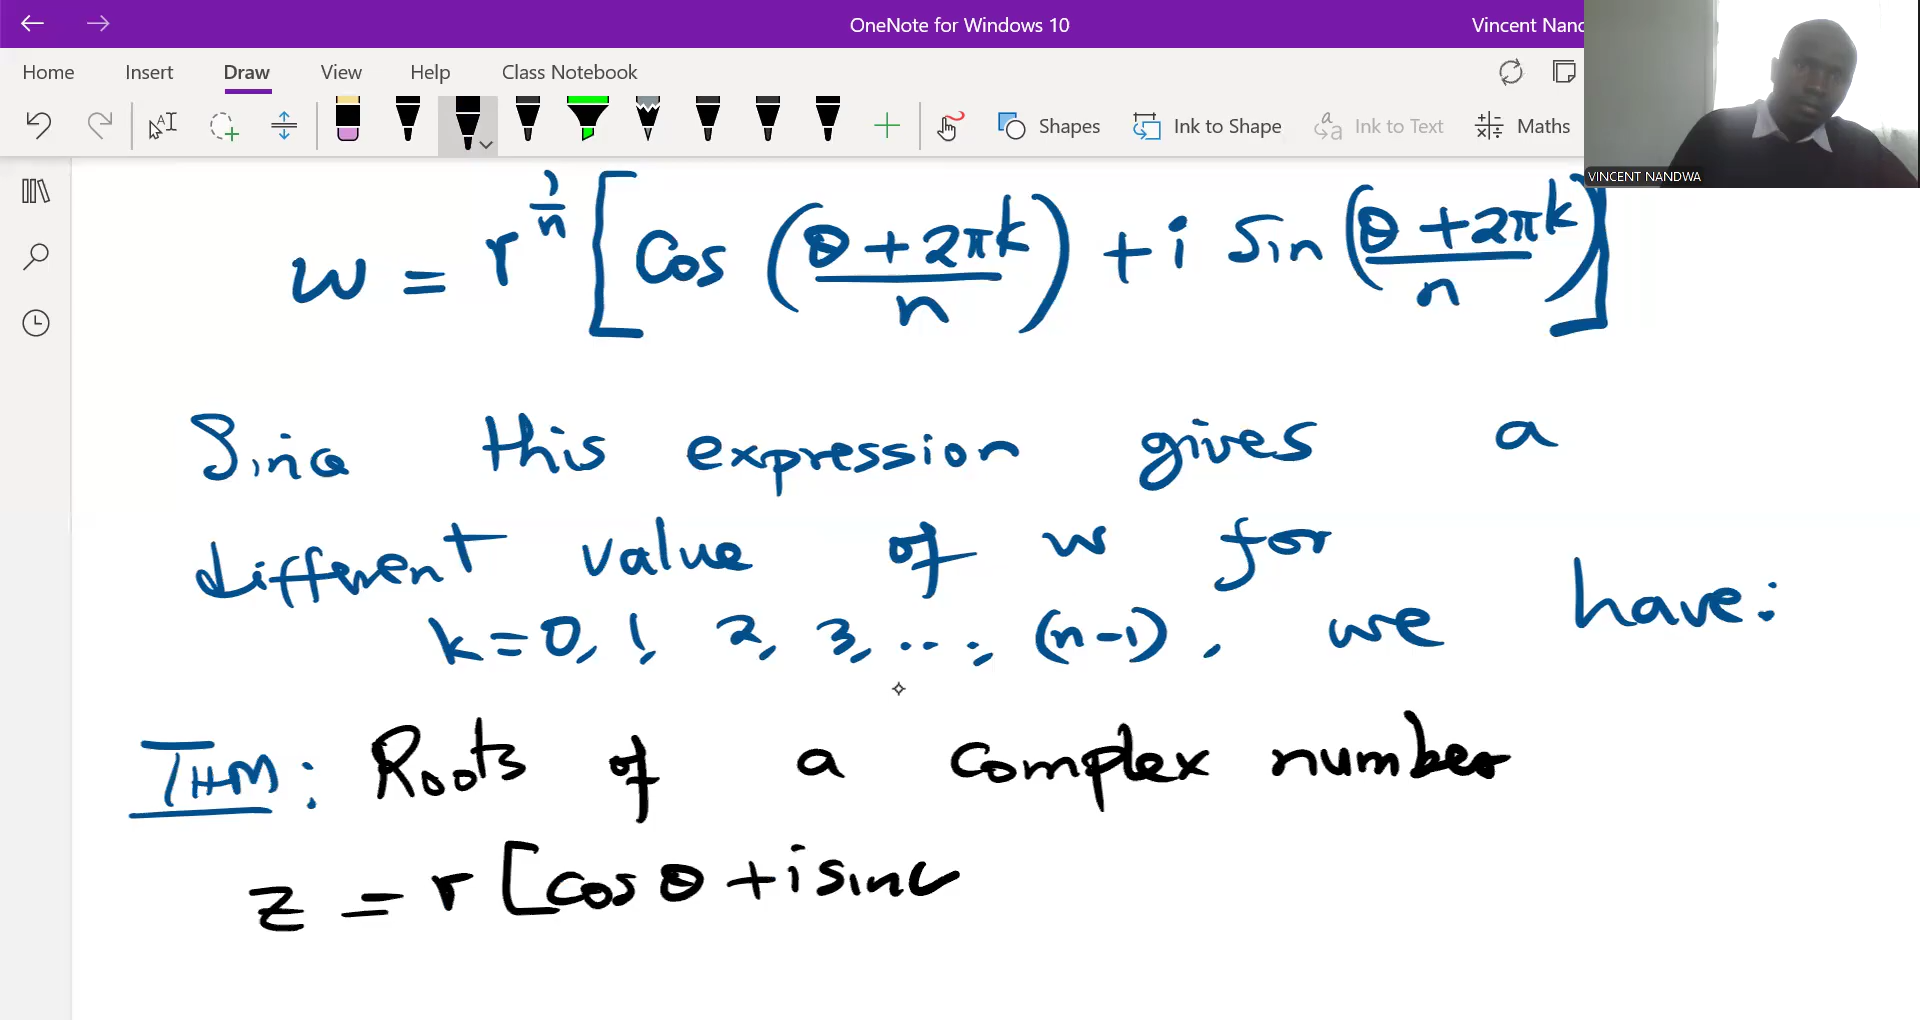 OneNote for Windows 10
Vincent Nand
Home Insert Draw View Help Class Notebook
Shapes Ink to Shape Ink to Text Maths
VINCENT NANDWA
w = r^{1/n} [cos ((θ + 2πk)/n) + i sin ((θ + 2πk)/n)]
Since this expression gives a
different value of w for
k = 0, 1, 2, 3, ..., (n-1), we have:
THM: Roots of a complex number
z = r [cos θ + i sin